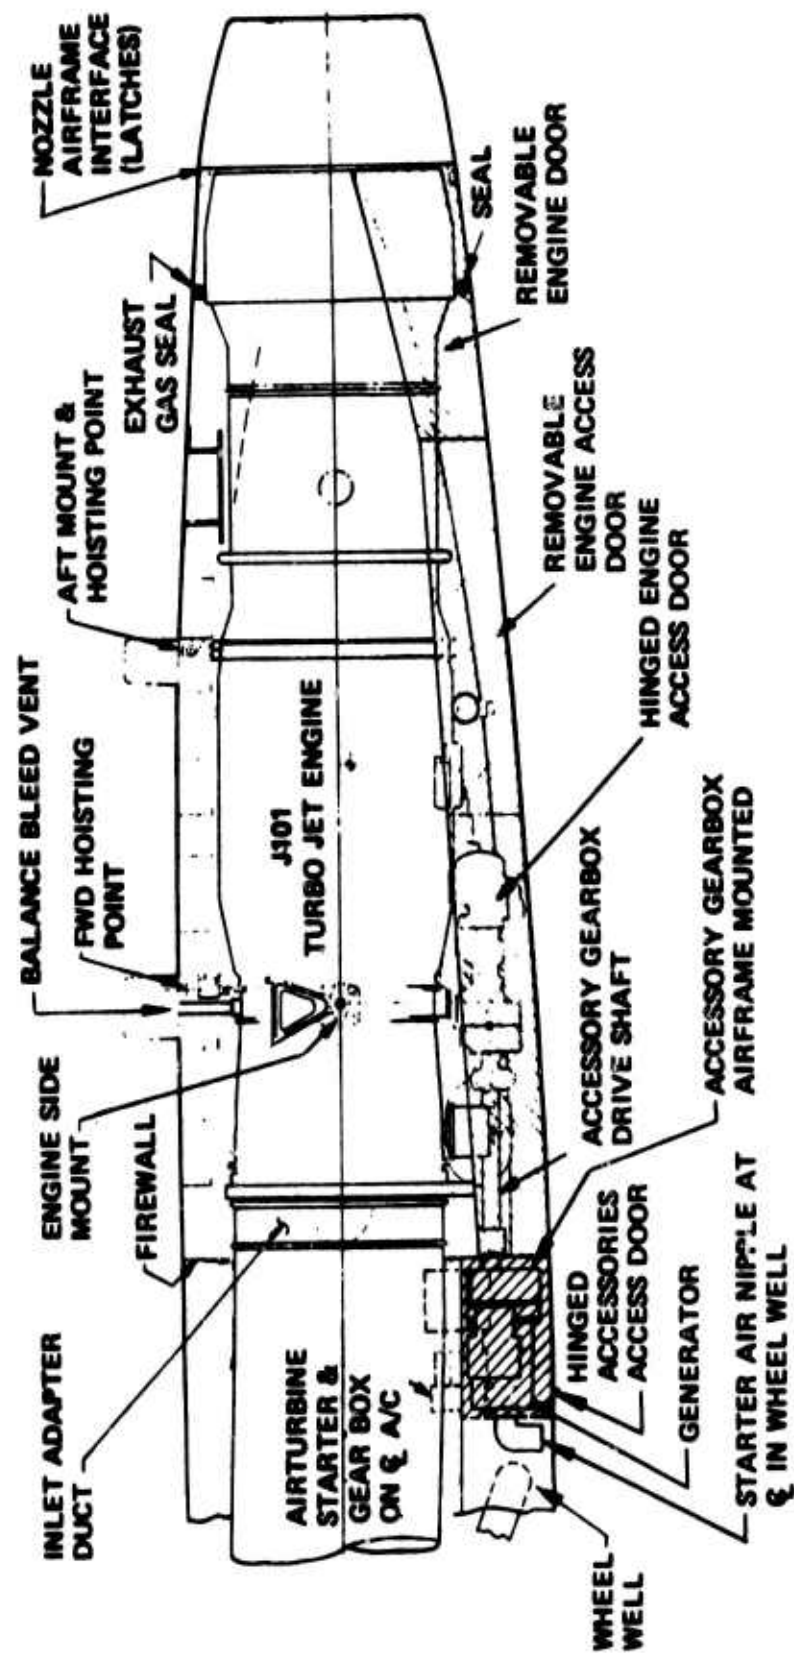 INLET ADAPTER
DUCT
FIREWALL
ENGINE SIDE
MOUNT
BALANCE BLEED VENT
FWD HOISTING
POINT
AFT MOUNT &
HOISTING POINT
EXHAUST
GAS SEAL
NOZZLE
AIRFRAME
INTERFACE
(LATCHES)
AIRTURBINE
STARTER &
GEAR BOX
ON ℄ A/C
J101
TURBO JET ENGINE
WHEEL
WELL
STARTER AIR NIPPLE AT
℄ IN WHEEL WELL
GENERATOR
HINGED
ACCESSORIES
ACCESS DOOR
ACCESSORY GEARBOX
AIRFRAME MOUNTED
ACCESSORY GEARBOX
DRIVE SHAFT
HINGED ENGINE
ACCESS DOOR
REMOVABLE
ENGINE ACCESS
DOOR
REMOVABLE
ENGINE DOOR
SEAL